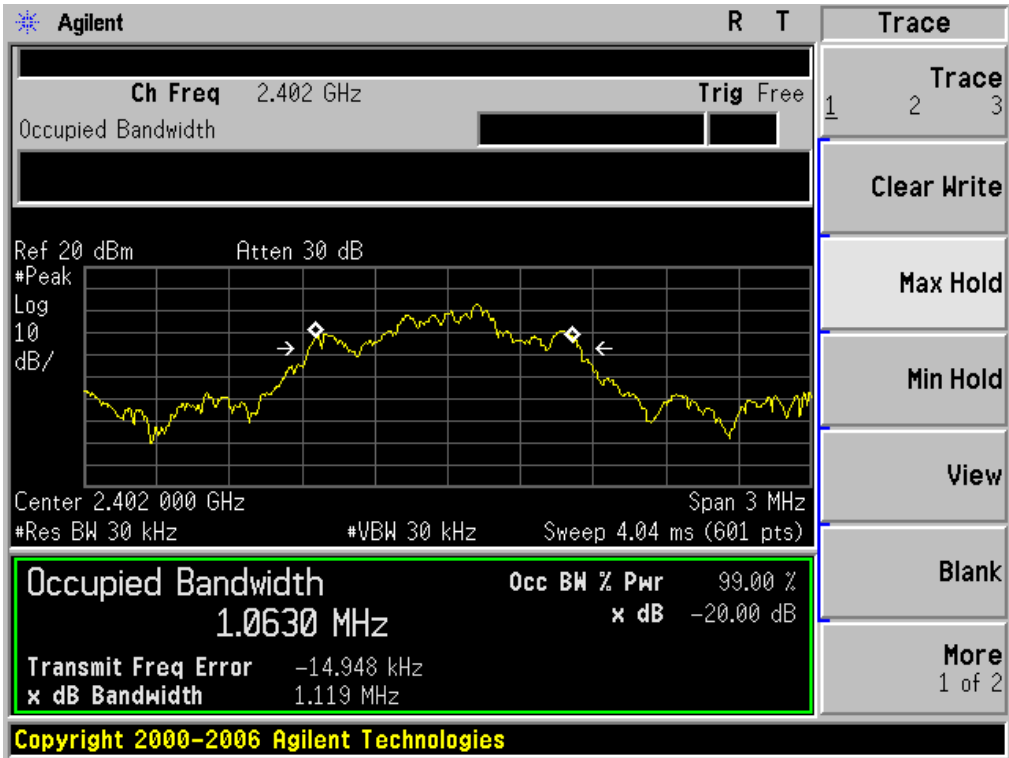 Agilent R T Trace
Ch Freq 2.402 GHz Trig Free
Occupied Bandwidth
Trace
1 2 3
Clear Write
Max Hold
Min Hold
View
Blank
More
1 of 2
Ref 20 dBm Atten 30 dB
#Peak
Log
10
dB/
Center 2.402 000 GHz Span 3 MHz
#Res BW 30 kHz #VBW 30 kHz Sweep 4.04 ms (601 pts)
Occupied Bandwidth Occ BW % Pwr 99.00 %
1.0630 MHz x dB -20.00 dB
Transmit Freq Error -14.948 kHz
x dB Bandwidth 1.119 MHz
Copyright 2000-2006 Agilent Technologies